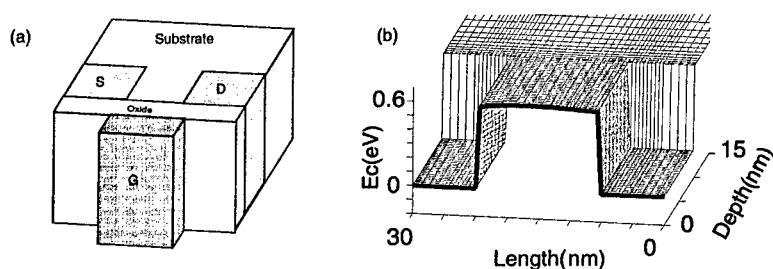 (a)
Substrate
S
D
Oxide
G
(b)
0.6
Ec(eV)
0
30
Length(nm)
0
0
Depth(nm)
15